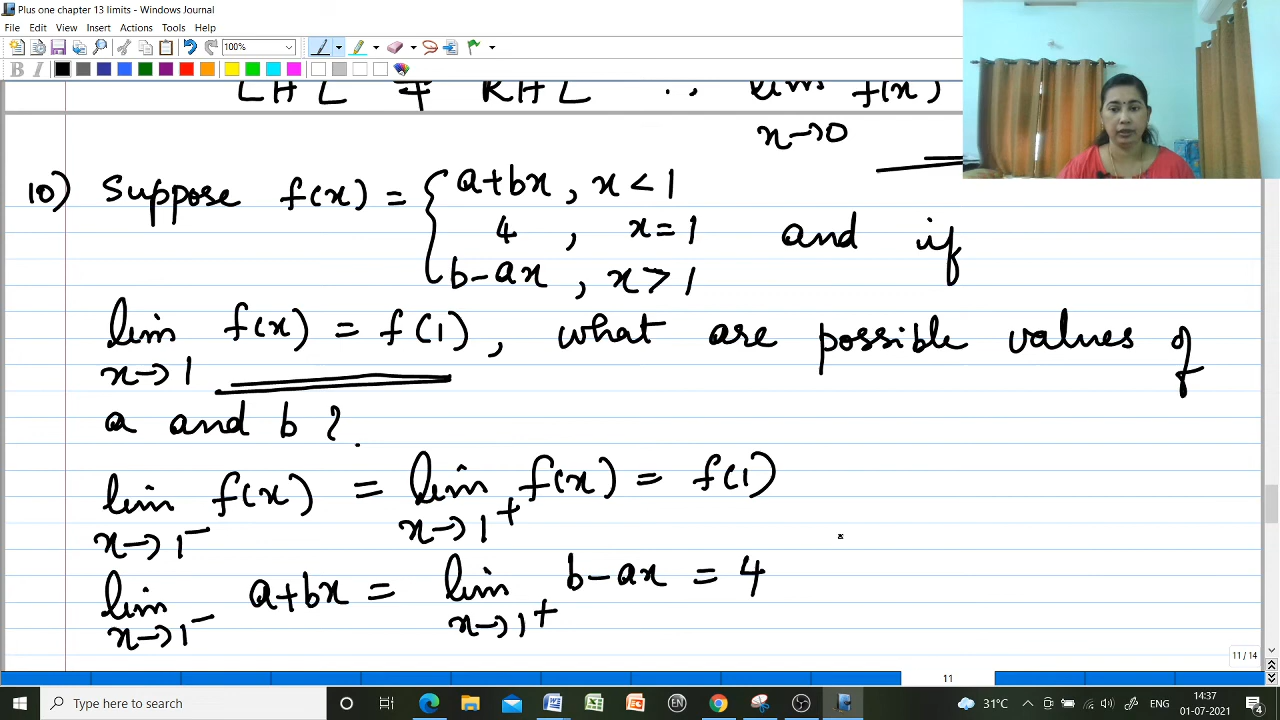 Plus one chapter 13 limits - Windows Journal
File Edit View Insert Actions Tools Help
100%
B I
LHL ≠ RHL ∴ lim f(x)
x→0
10) Suppose f(x) = { a+bx , x < 1
4 , x = 1 and if
b-ax , x > 1
lim f(x) = f(1), what are possible values of
x→1
a and b ?
lim f(x) = lim f(x) = f(1)
x→1⁻ x→1⁺
lim a+bx = lim b-ax = 4
x→1⁻ x→1⁺
11 / 14
11
Type here to search
31°C ENG 14:37
01-07-2021